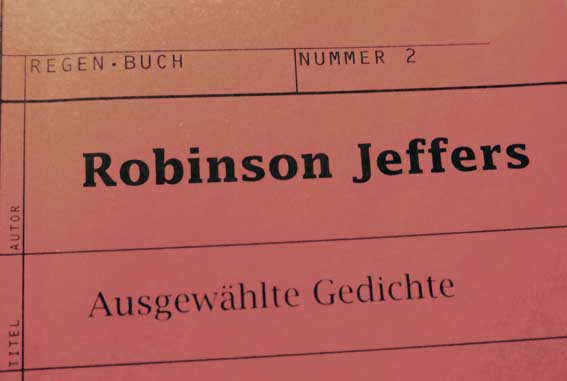 REGEN·BUCH
NUMMER 2
AUTOR
Robinson Jeffers
TITEL
Ausgewählte Gedichte